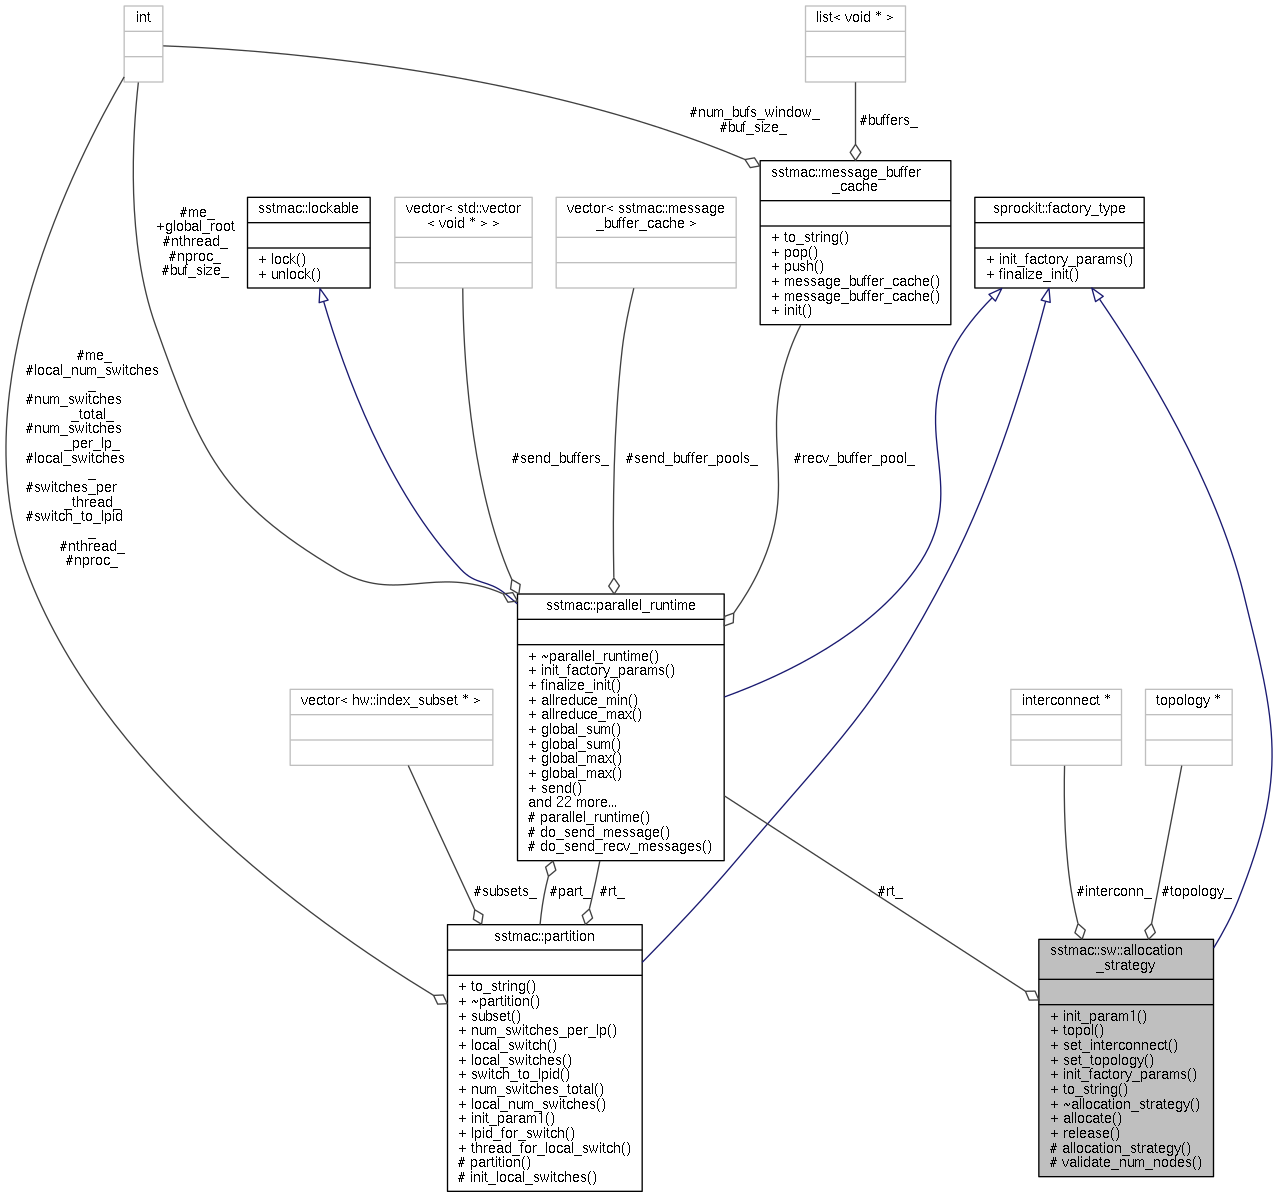 int
list< void * >
#num_bufs_window_
#buf_size_
#buffers_
sstmac::message_buffer
_cache
+ to_string()
+ pop()
+ push()
+ message_buffer_cache()
+ message_buffer_cache()
+ init()
#me_
+global_root
#nthread_
#nproc_
#buf_size_
sstmac::lockable
+ lock()
+ unlock()
vector< std::vector
< void * > >
vector< sstmac::message
_buffer_cache >
sprockit::factory_type
+ init_factory_params()
+ finalize_init()
#me_
#local_num_switches
_
#num_switches
_total_
#num_switches
_per_lp_
#local_switches
_
#switches_per
_thread_
#switch_to_lpid
_
#nthread_
#nproc_
#send_buffers_
#send_buffer_pools_
#recv_buffer_pool_
sstmac::parallel_runtime
+ ~parallel_runtime()
+ init_factory_params()
+ finalize_init()
+ allreduce_min()
+ allreduce_max()
+ global_sum()
+ global_sum()
+ global_max()
+ global_max()
+ send()
and 22 more...
# parallel_runtime()
# do_send_message()
# do_send_recv_messages()
vector< hw::index_subset * >
interconnect *
topology *
#subsets_
#part_
#rt_
#rt_
#interconn_
#topology_
sstmac::partition
+ to_string()
+ ~partition()
+ subset()
+ num_switches_per_lp()
+ local_switch()
+ local_switches()
+ switch_to_lpid()
+ num_switches_total()
+ local_num_switches()
+ init_param1()
+ lpid_for_switch()
+ thread_for_local_switch()
# partition()
# init_local_switches()
sstmac::sw::allocation
_strategy
+ init_param1()
+ topol()
+ set_interconnect()
+ set_topology()
+ init_factory_params()
+ to_string()
+ ~allocation_strategy()
+ allocate()
+ release()
# allocation_strategy()
# validate_num_nodes()